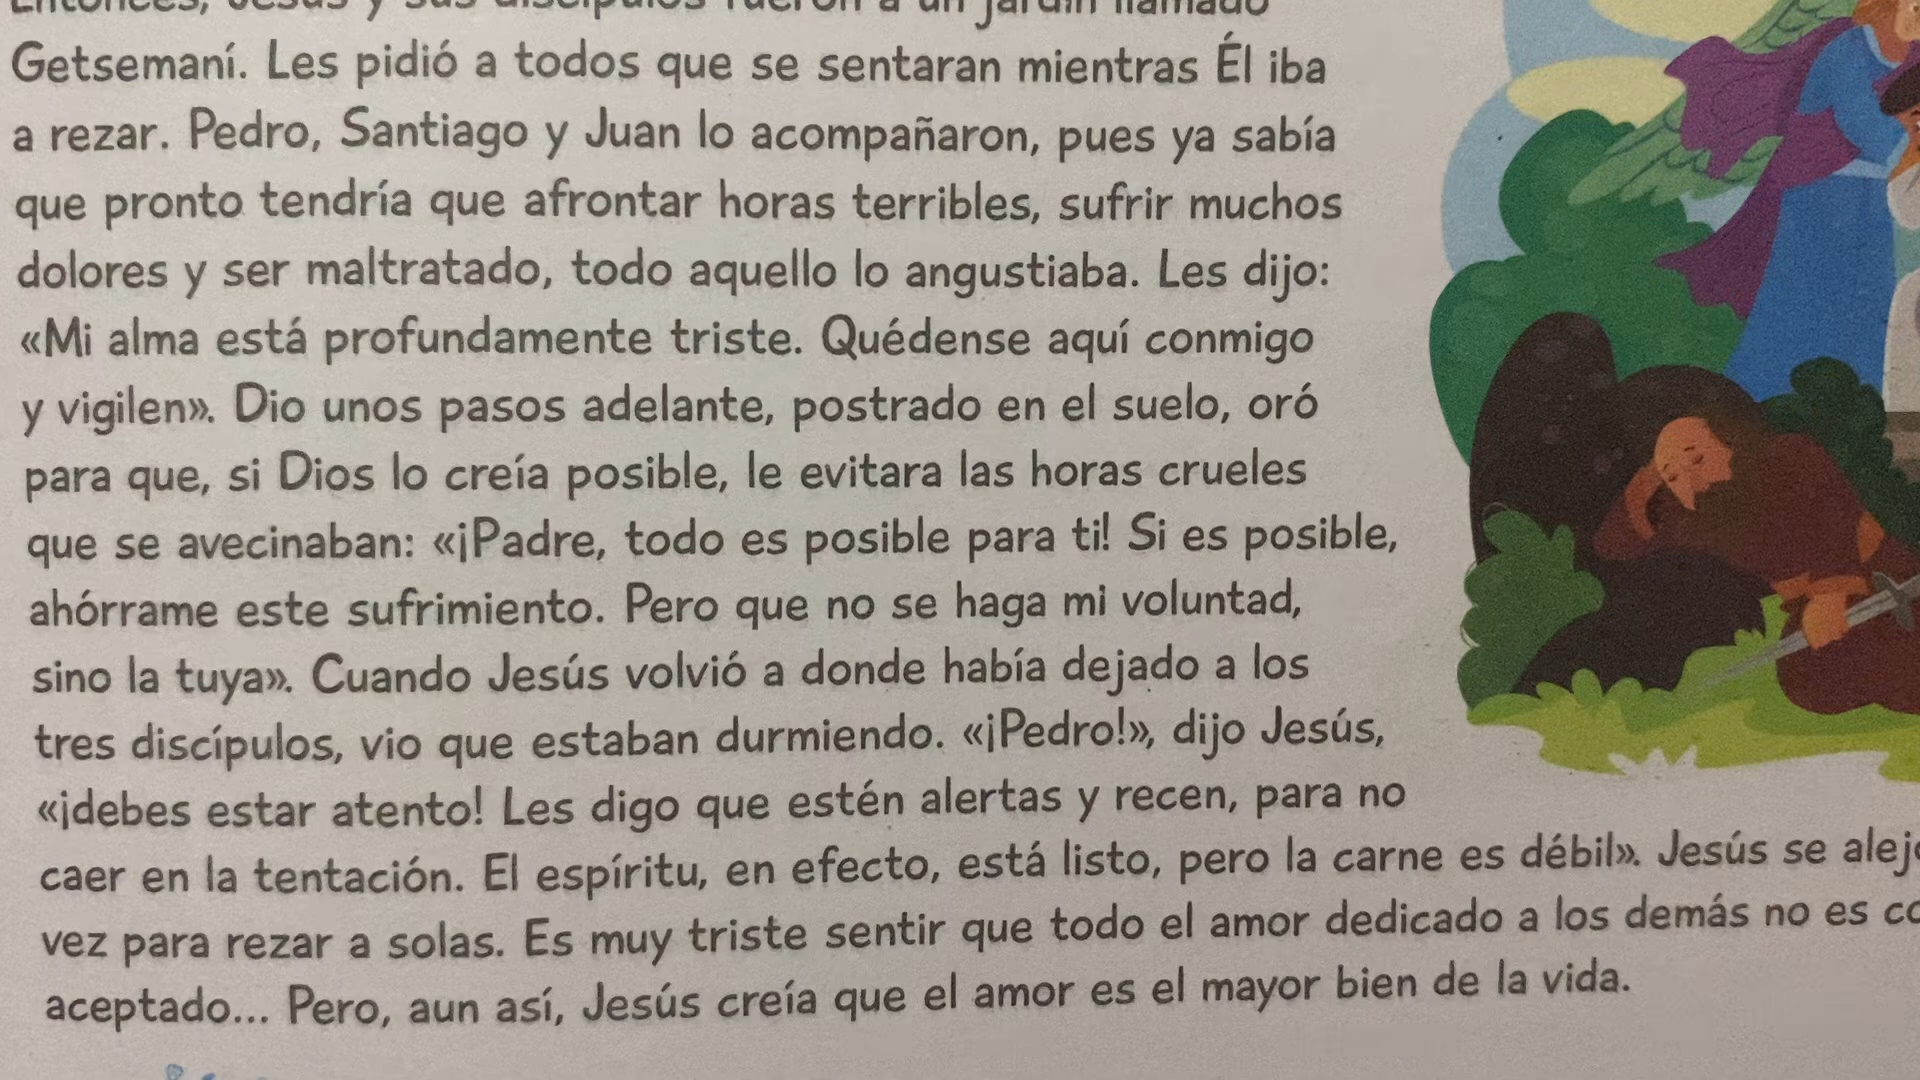 Entonces, Jesús y sus discípulos fueron a un jardín llamado
Getsemaní. Les pidió a todos que se sentaran mientras Él iba
a rezar. Pedro, Santiago y Juan lo acompañaron, pues ya sabía
que pronto tendría que afrontar horas terribles, sufrir muchos
dolores y ser maltratado, todo aquello lo angustiaba. Les dijo:
«Mi alma está profundamente triste. Quédense aquí conmigo
y vigilen». Dio unos pasos adelante, postrado en el suelo, oró
para que, si Dios lo creía posible, le evitara las horas crueles
que se avecinaban: «¡Padre, todo es posible para ti! Si es posible,
ahórrame este sufrimiento. Pero que no se haga mi voluntad,
sino la tuya». Cuando Jesús volvió a donde había dejado a los
tres discípulos, vio que estaban durmiendo. «¡Pedro!», dijo Jesús,
«¡debes estar atento! Les digo que estén alertas y recen, para no
caer en la tentación. El espíritu, en efecto, está listo, pero la carne es débil». Jesús se
vez para rezar a solas. Es muy triste sentir que todo el amor dedicado a los demás no es
aceptado... Pero, aun así, Jesús creía que el amor es el mayor bien de la vida.